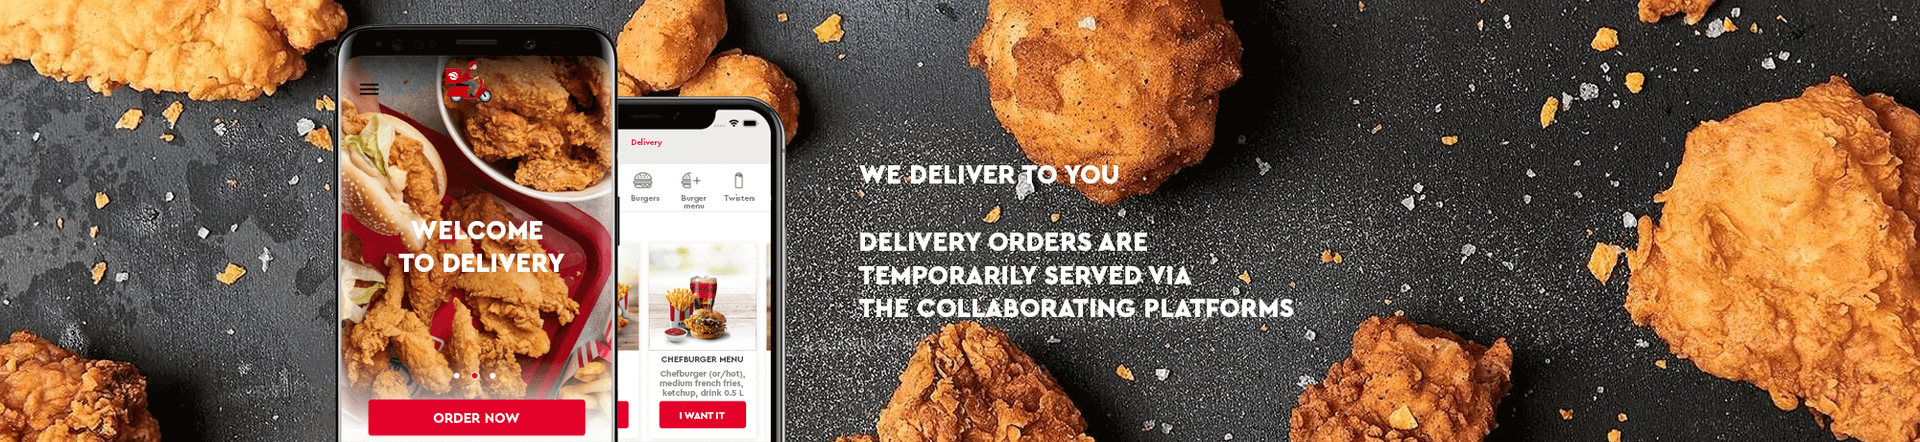 WELCOME
TO DELIVERY
ORDER NOW
Delivery
Burgers
Burger
menu
Twisters
CHEFBURGER MENU
Chefburger (or/hot),
medium french fries,
ketchup, drink 0.5 L
I WANT IT
WE DELIVER TO YOU
DELIVERY ORDERS ARE
TEMPORARILY SERVED VIA
THE COLLABORATING PLATFORMS